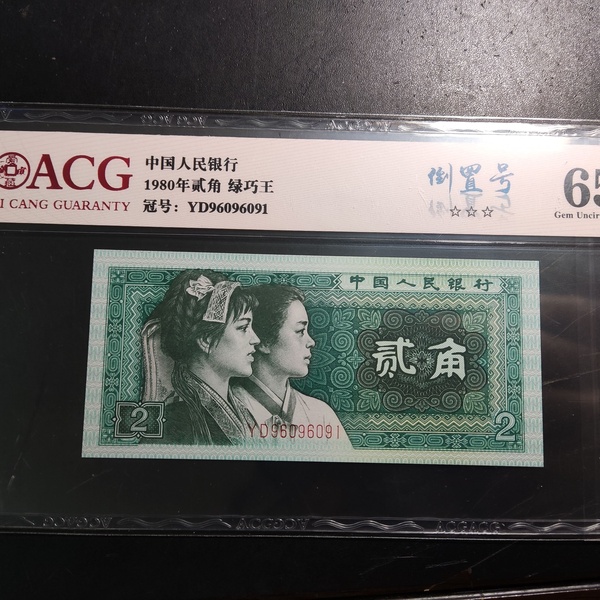 ACG
I CANG GUARANTY
中国人民银行
1980年贰角 绿巧王
冠号：YD96096091
倒置号
☆☆☆
65
Gem Uncir
中国人民银行
贰角
2
YD96096091
2
ACGACG